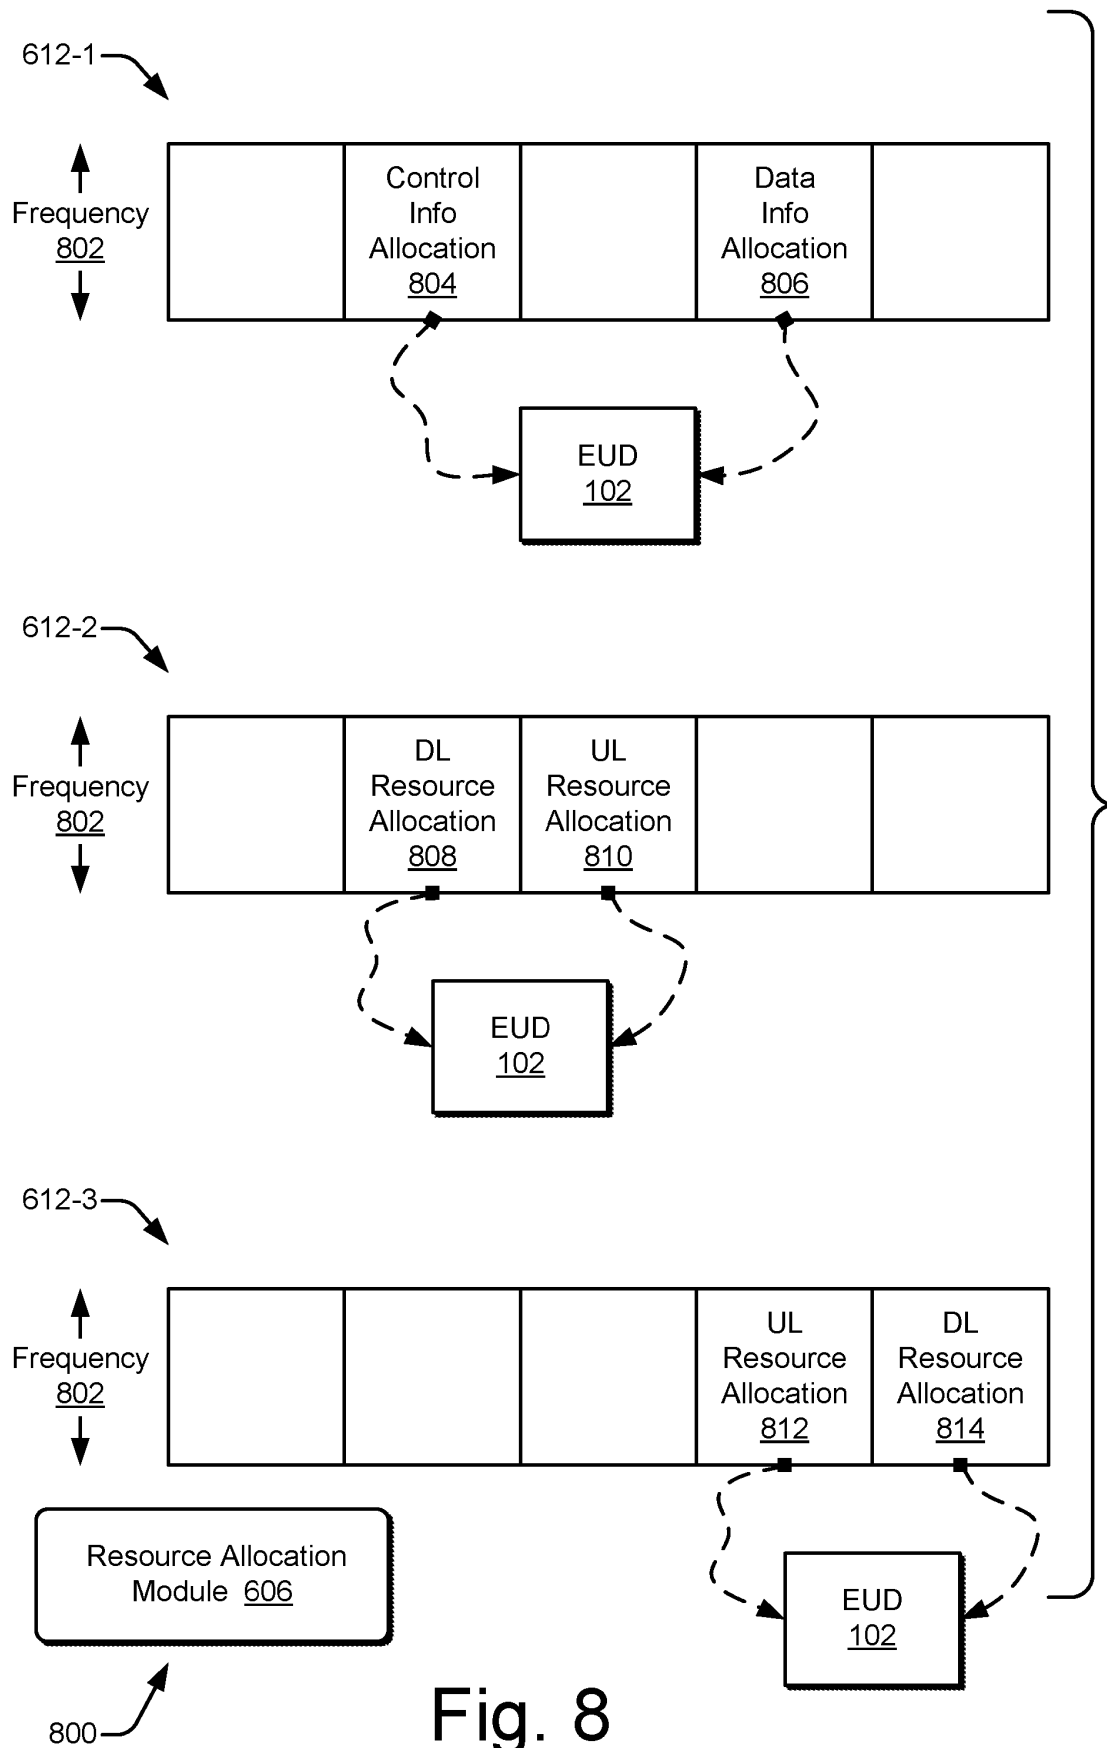 612-1
Frequency
802
Control
Info
Allocation
804
Data
Info
Allocation
806
EUD
102
612-2
Frequency
802
DL
Resource
Allocation
808
UL
Resource
Allocation
810
EUD
102
612-3
Frequency
802
UL
Resource
Allocation
812
DL
Resource
Allocation
814
EUD
102
Resource Allocation
Module 606
800
Fig. 8